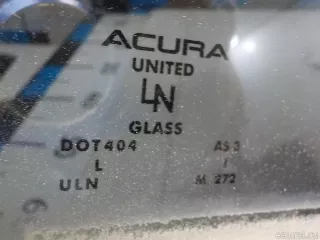 ACURA
UNITED
LN
GLASS
DOT404 AS3
L I
ULN M 272